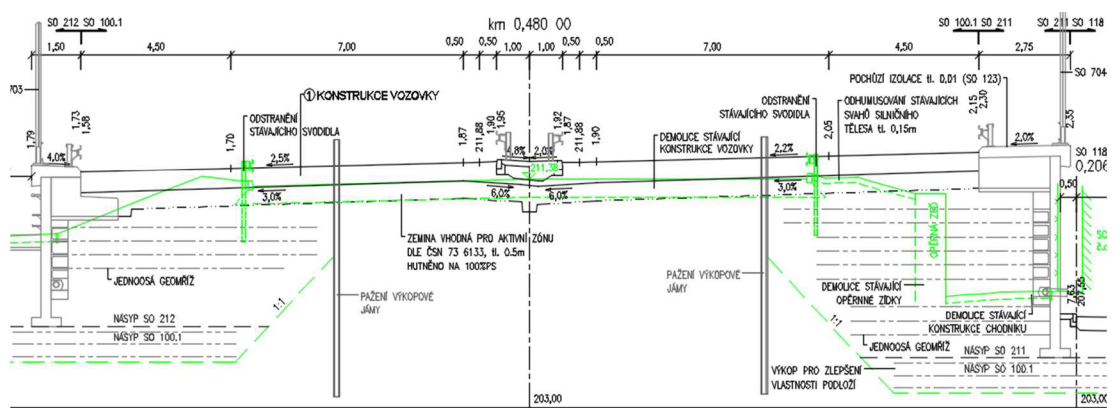 km 0,480 00
SO 212 SO 100.1
SO 100.1 SO 211
SO 211 SO 118
1,50 4,50 7,00 0,50 0,50 1,00 1,00 0,50 0,50 7,00 4,50 2,75
703
SO 704
POCHŮZÍ IZOLACE tl. 0,01 (SO 123)
① KONSTRUKCE VOZOVKY
ODSTRANĚNÍ
STÁVAJÍCÍHO SVODIDLA
ODSTRANĚNÍ
STÁVAJÍCÍHO SVODIDLA
ODHUMUSOVÁNÍ STÁVAJÍCÍCH
SVAHŮ SILNIČNÍHO
TĚLESA tl. 0,15m
DEMOLICE STÁVAJÍCÍ
KONSTRUKCE VOZOVKY
1,79
1,73
1,58
1,70
1,87
211,88
1,90
1,95
1,92
1,87
211,88
1,90
2,05
2,15
2,30
2,35
4,0%
2,5%
4,8%
2,0%
2,2%
2,0%
SO 118
0,206
211,38
3,0%
6,0%
6,0%
3,0%
0,50
ZEMINA VHODNÁ PRO AKTIVNÍ ZÓNU
DLE ČSN 73 6133, tl. 0.5m
HUTNĚNO NA 100%PS
OPĚRNÁ ZEĎ
JEDNOOSÁ GEOMŘÍŽ
PAŽENÍ VÝKOPOVÉ
JÁMY
PAŽENÍ VÝKOPOVÉ
JÁMY
DEMOLICE STÁVAJÍCÍ
OPĚRNNÉ ZÍDKY
1:1
1:1
7,63
207,55
DEMOLICE STÁVAJÍCÍ
KONSTRUKCE CHODNÍKU
NÁSYP SO 212
NÁSYP SO 100.1
JEDNOOSÁ GEOMŘÍŽ
NÁSYP SO 211
NÁSYP SO 100.1
VÝKOP PRO ZLEPŠENÍ
VLASTNOSTI PODLOŽÍ
203,00
203,00